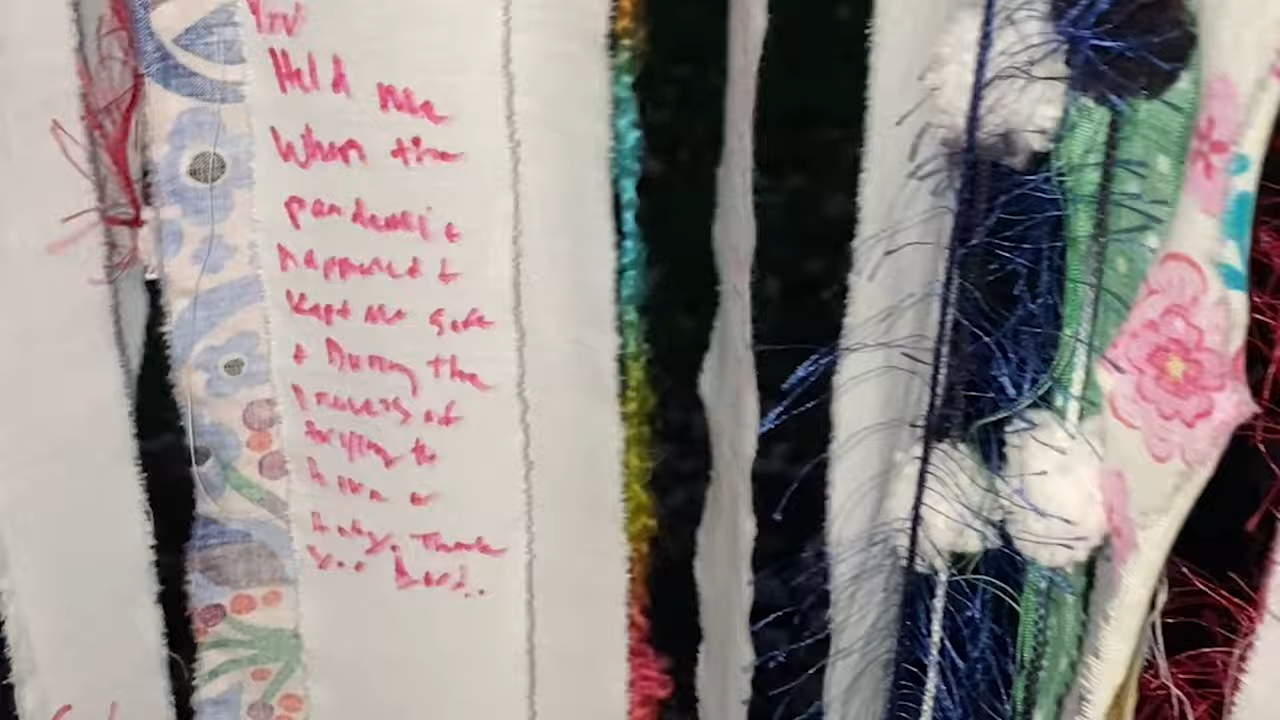 You
Held me
When the
pandemic
happened &
Kept me safe
& During the
process of
trying to
have a
baby. Thank
You Lord..